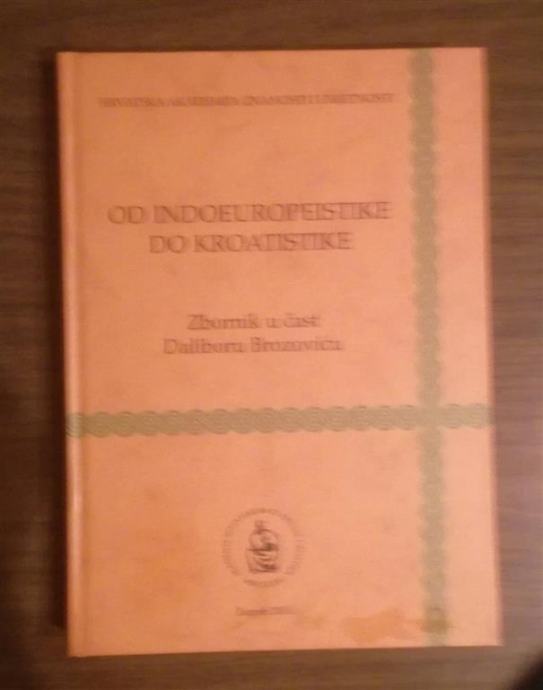 HRVATSKA AKADEMIJA ZNANOSTI I UMJETNOSTI
OD INDOEUROPEISTIKE
DO KROATISTIKE
Zbornik u čast
Daliboru Brozoviću